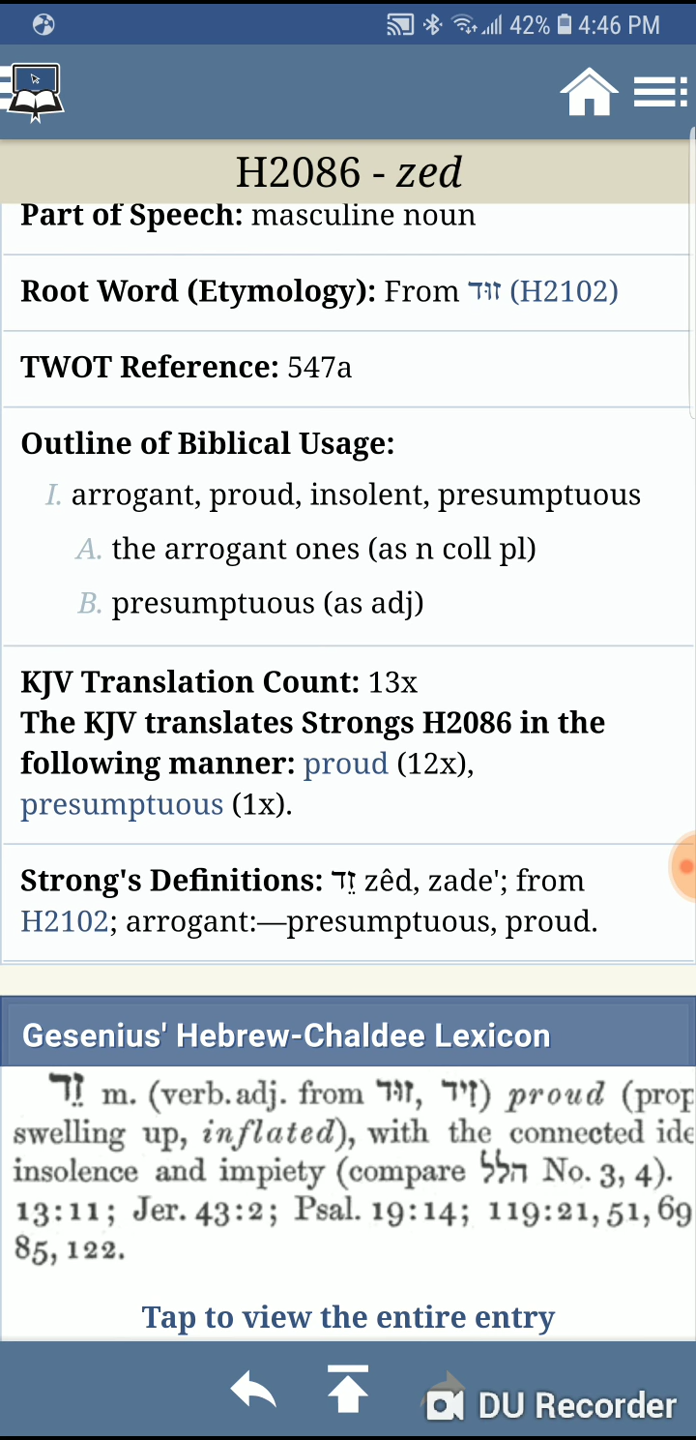 42% 4:46 PM
H2086 - zed
Part of Speech: masculine noun
Root Word (Etymology): From זוּד (H2102)
TWOT Reference: 547a
Outline of Biblical Usage:
I. arrogant, proud, insolent, presumptuous
A. the arrogant ones (as n coll pl)
B. presumptuous (as adj)
KJV Translation Count: 13x
The KJV translates Strongs H2086 in the
following manner: proud (12x),
presumptuous (1x).
Strong's Definitions: זֵד zêd, zade'; from
H2102; arrogant:—presumptuous, proud.
Gesenius' Hebrew-Chaldee Lexicon
זֵד m. (verb. adj. from זוּד, זִיד) proud (prop
swelling up, inflated), with the connected ide
insolence and impiety (compare הלל No. 3, 4).
13:11; Jer. 43:2; Psal. 19:14; 119:21, 51, 69
85, 122.
Tap to view the entire entry
DU Recorder